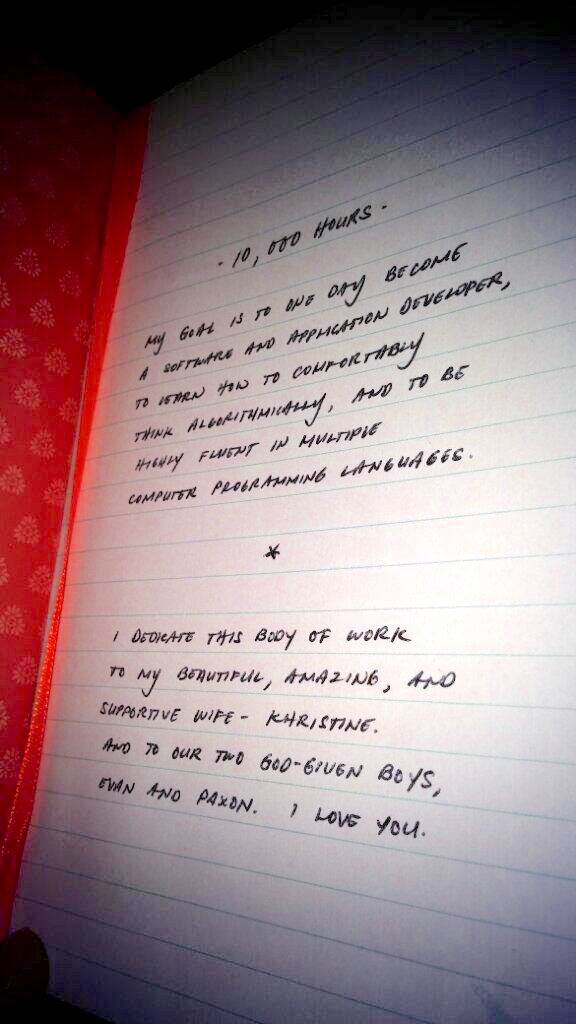 - 10,000 HOURS -
MY GOAL IS TO ONE DAY BECOME
A SOFTWARE AND APPLICATION DEVELOPER,
TO LEARN HOW TO COMFORTABLY
THINK ALGORITHMICALLY, AND TO BE
HIGHLY FLUENT IN MULTIPLE
COMPUTER PROGRAMMING LANGUAGES.
*
I DEDICATE THIS BODY OF WORK
TO MY BEAUTIFUL, AMAZING, AND
SUPPORTIVE WIFE - KHRISTINE.
AND TO OUR TWO GOD-GIVEN BOYS,
EVAN AND PAXON. I LOVE YOU.